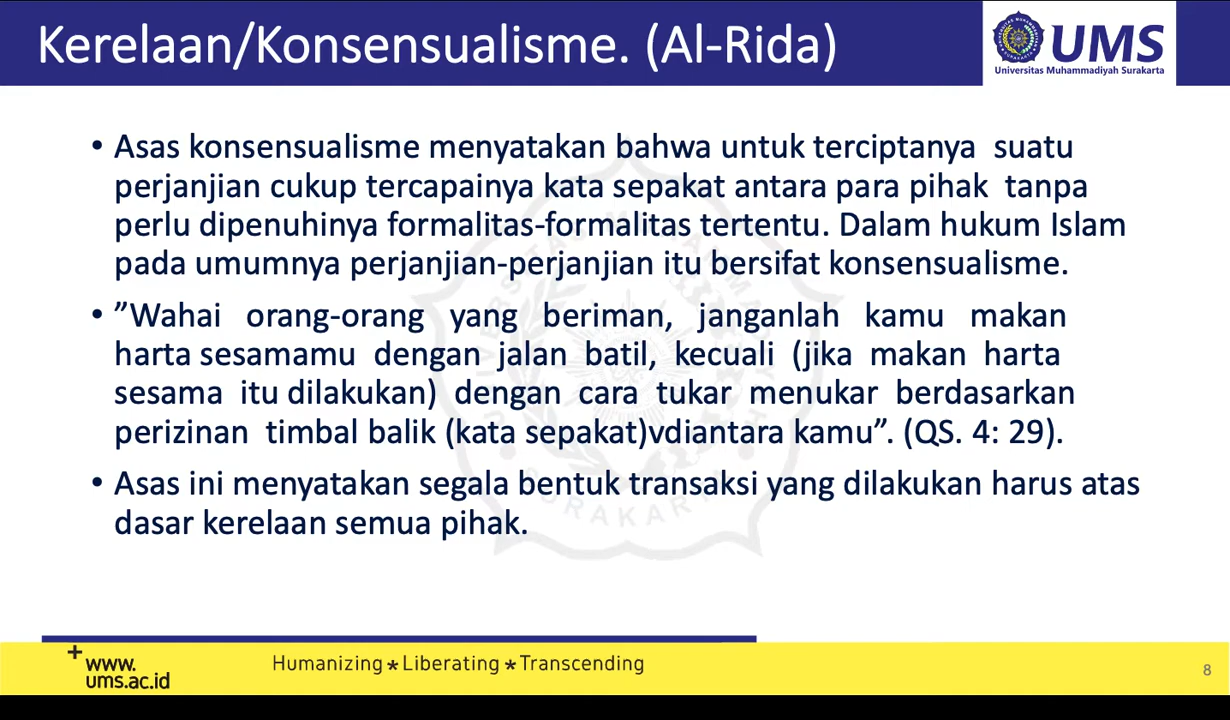 Kerelaan/Konsensualisme. (Al-Rida)
UMS
Universitas Muhammadiyah Surakarta
• Asas konsensualisme menyatakan bahwa untuk terciptanya suatu
perjanjian cukup tercapainya kata sepakat antara para pihak tanpa
perlu dipenuhinya formalitas-formalitas tertentu. Dalam hukum Islam
pada umumnya perjanjian-perjanjian itu bersifat konsensualisme.
• ”Wahai orang-orang yang beriman, janganlah kamu makan
harta sesamamu dengan jalan batil, kecuali (jika makan harta
sesama itu dilakukan) dengan cara tukar menukar berdasarkan
perizinan timbal balik (kata sepakat)vdiantara kamu”. (QS. 4: 29).
• Asas ini menyatakan segala bentuk transaksi yang dilakukan harus atas
dasar kerelaan semua pihak.
+www.
ums.ac.id
Humanizing * Liberating * Transcending
8